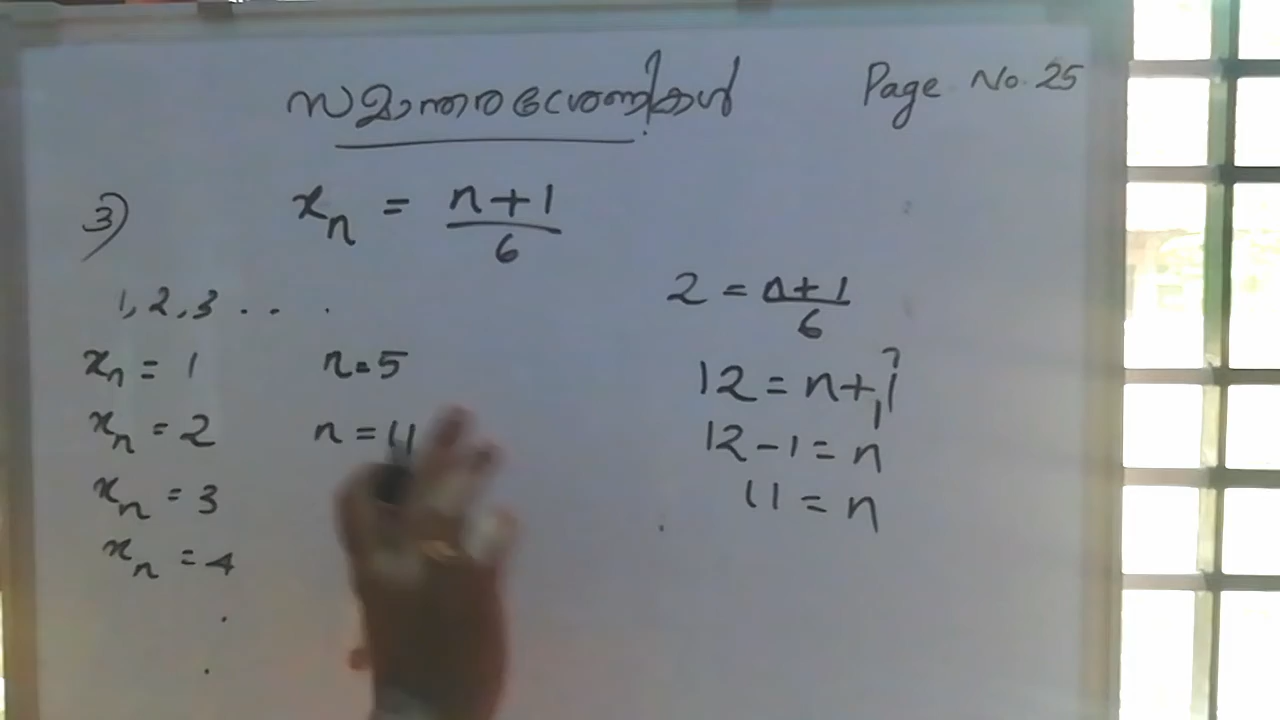 സമാന്തരശ്രേണികൾ Page No. 25
3) xₙ = (n+1)/6
1, 2, 3 . . .
xₙ = 1 n = 5
xₙ = 2 n = 11
xₙ = 3
xₙ = 4
.
.
2 = (n+1)/6
12 = n+1
12 - 1 = n
11 = n